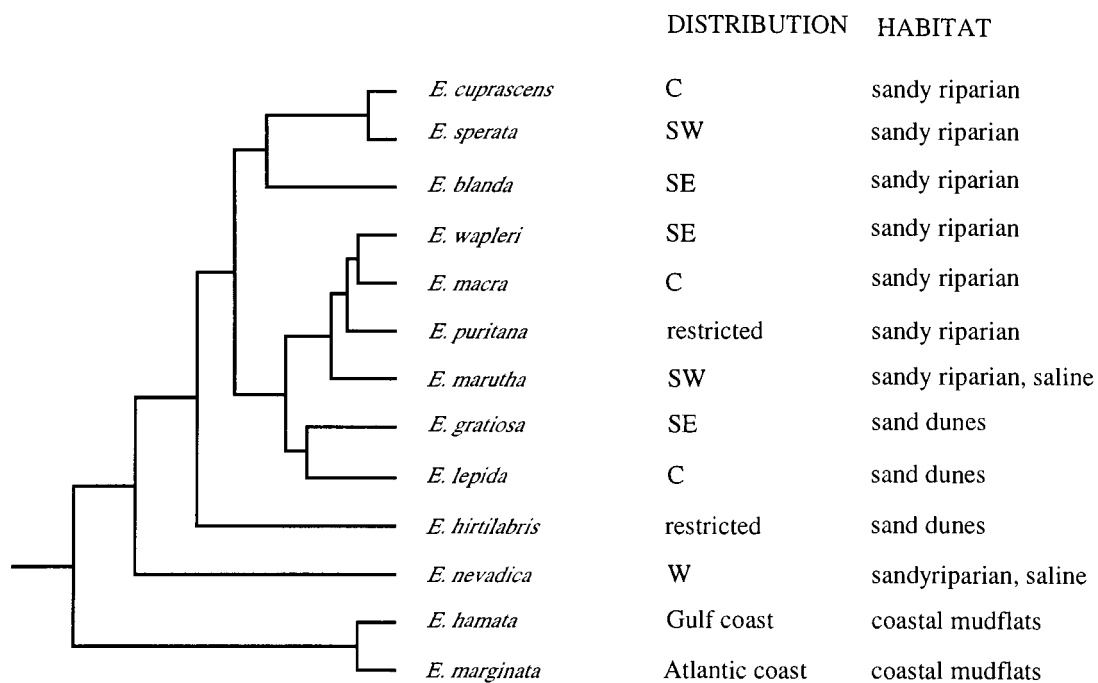 DISTRIBUTION HABITAT
E. cuprascens C sandy riparian
E. sperata SW sandy riparian
E. blanda SE sandy riparian
E. wapleri SE sandy riparian
E. macra C sandy riparian
E. puritana restricted sandy riparian
E. marutha SW sandy riparian, saline
E. gratiosa SE sand dunes
E. lepida C sand dunes
E. hirtilabris restricted sand dunes
E. nevadica W sandyriparian, saline
E. hamata Gulf coast coastal mudflats
E. marginata Atlantic coast coastal mudflats